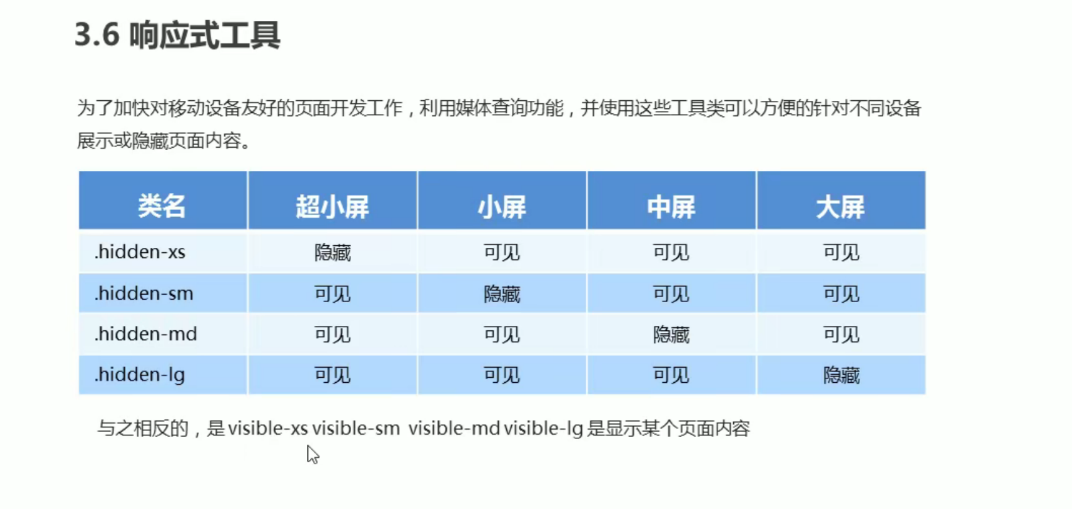 3.6 响应式工具
为了加快对移动设备友好的页面开发工作，利用媒体查询功能，并使用这些工具类可以方便的针对不同设备
展示或隐藏页面内容。
类名 超小屏 小屏 中屏 大屏
.hidden-xs 隐藏 可见 可见 可见
.hidden-sm 可见 隐藏 可见 可见
.hidden-md 可见 可见 隐藏 可见
.hidden-lg 可见 可见 可见 隐藏
与之相反的，是visible-xs visible-sm visible-md visible-lg 是显示某个页面内容